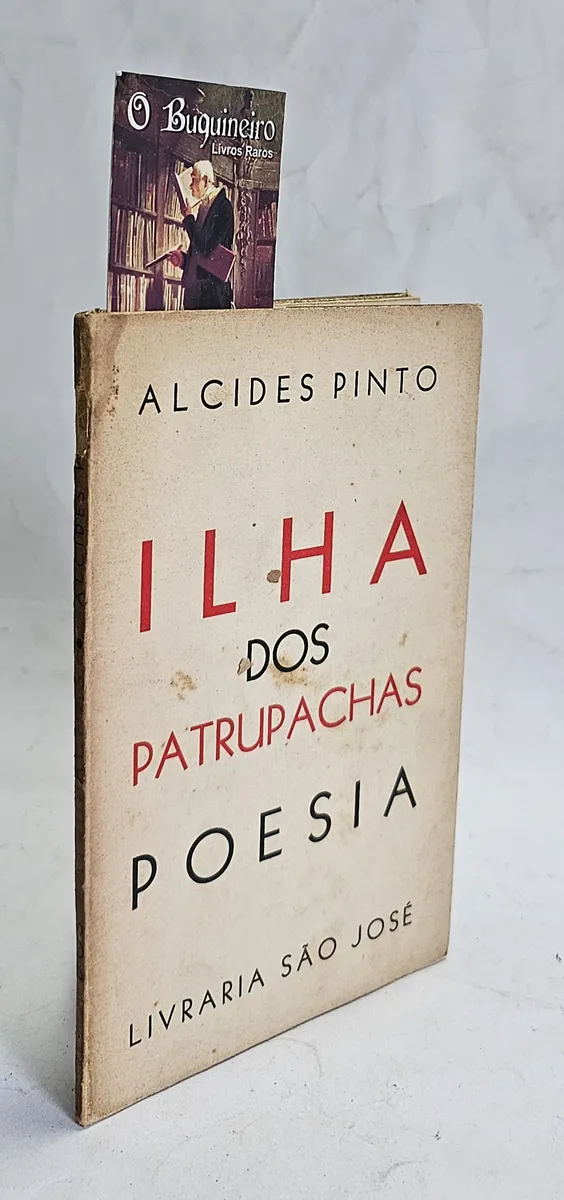 O Buquineiro
Livros Raros
ALCIDES PINTO
ILHA
DOS
PATRUPACHAS
POESIA
LIVRARIA SÃO JOSÉ
ALCIDES